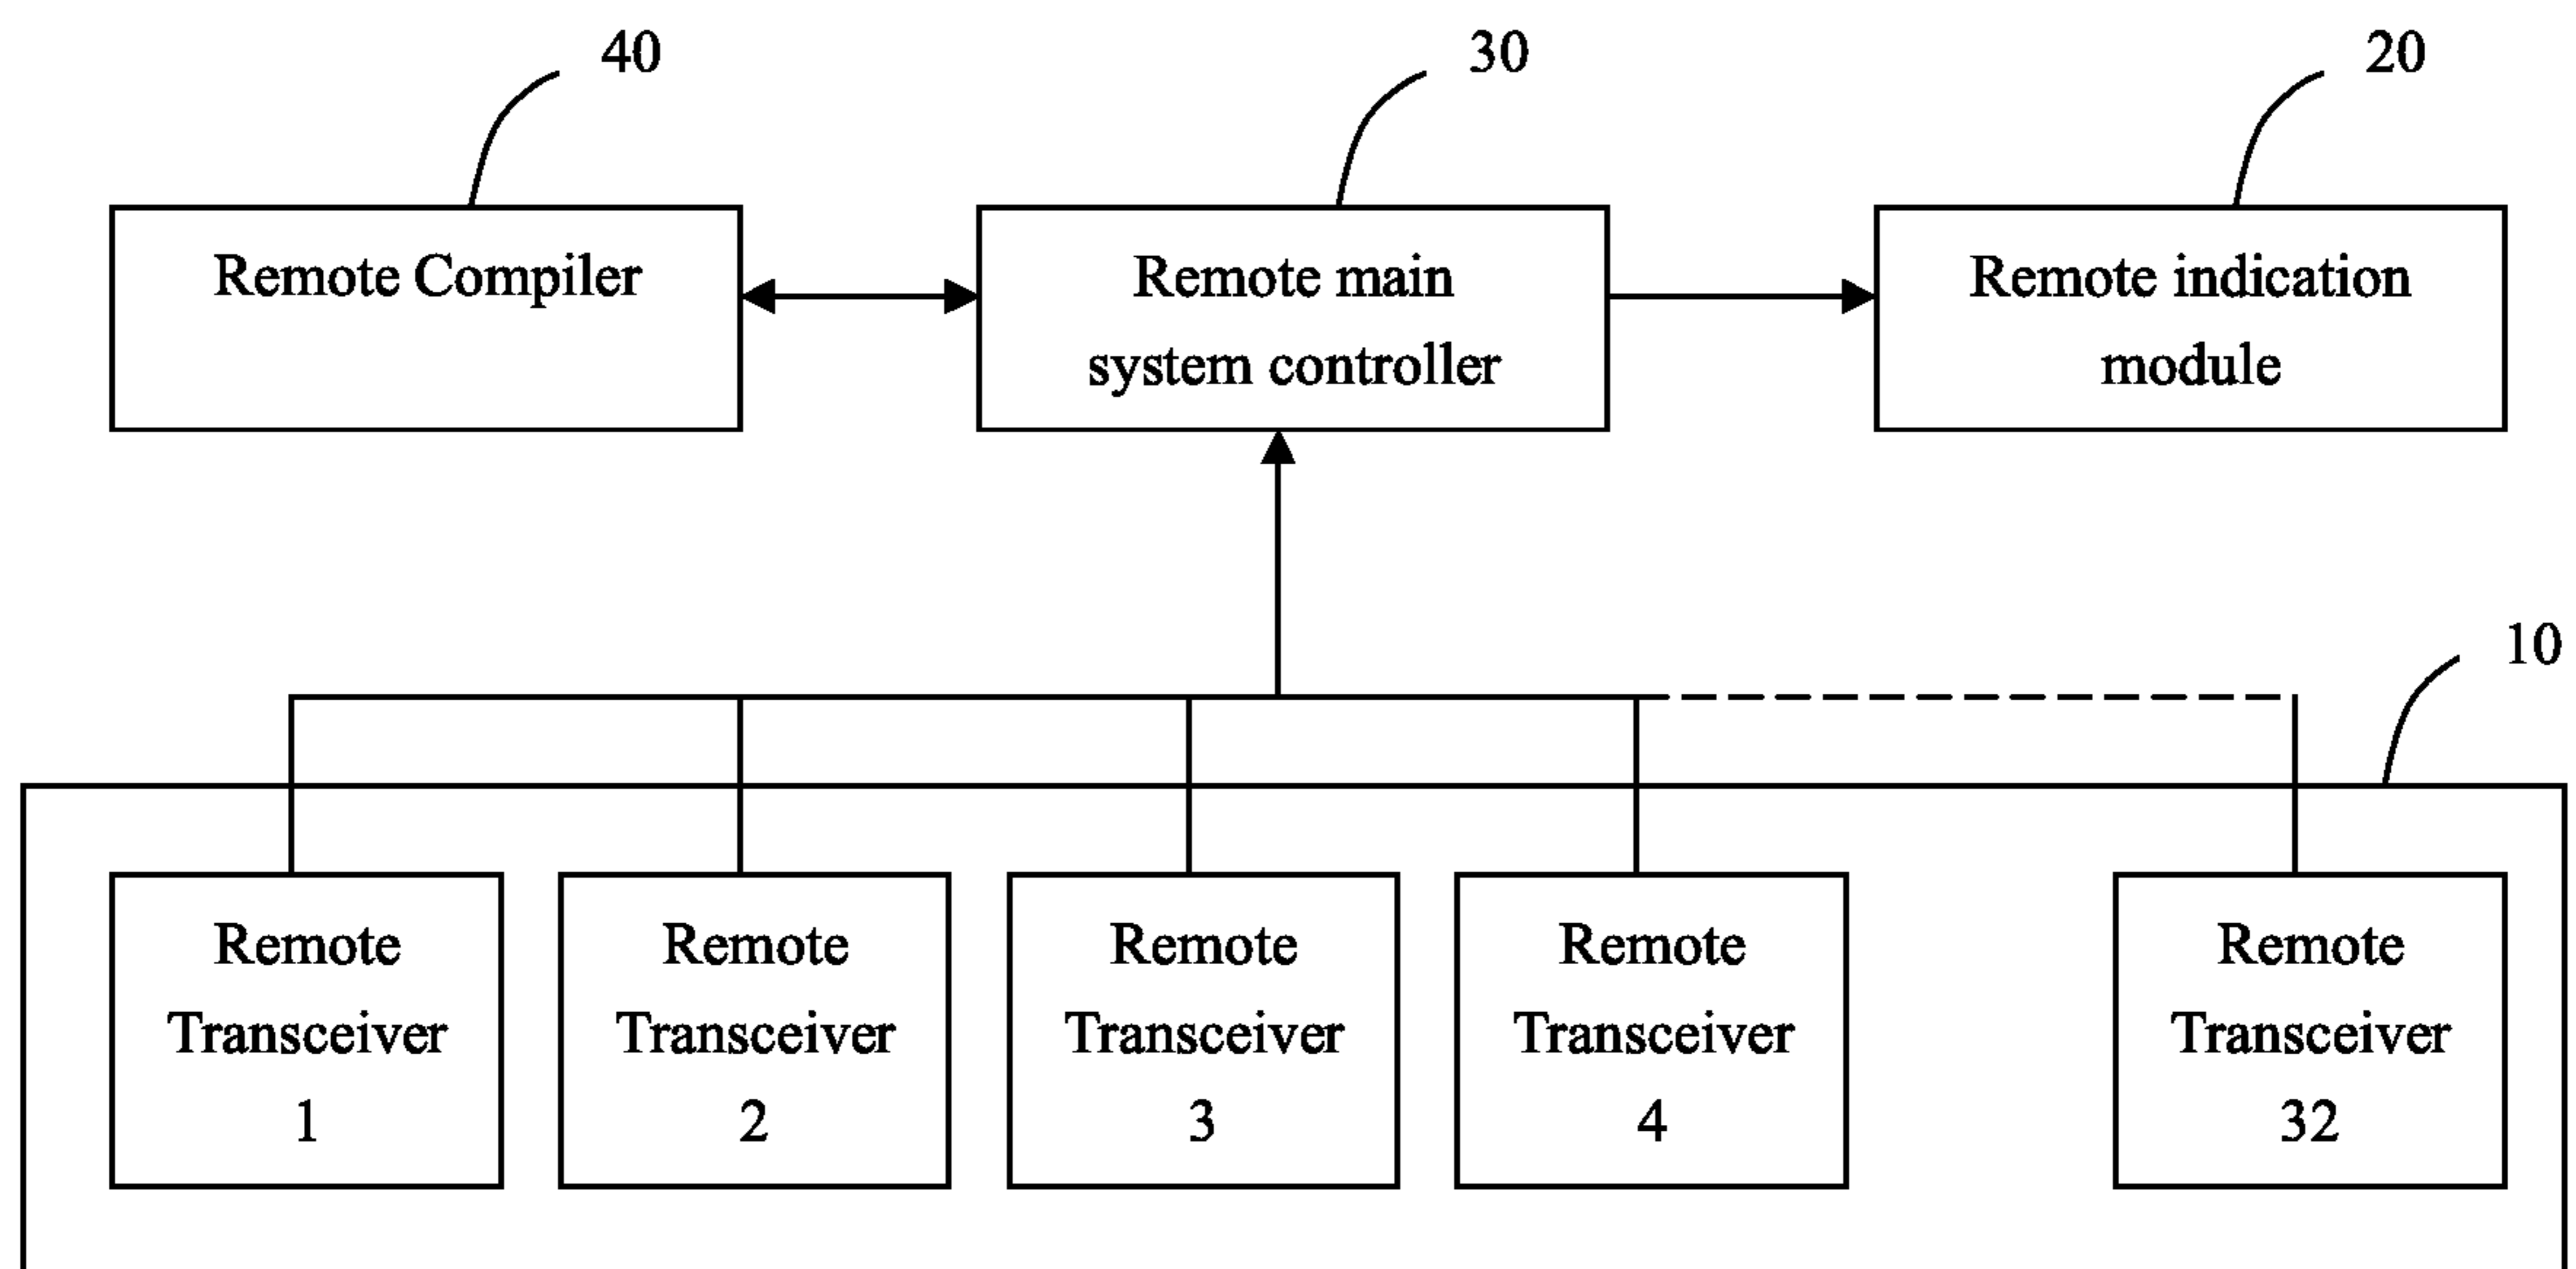 40
30
20
Remote Compiler
Remote main
system controller
Remote indication
module
10
Remote
Transceiver
1
Remote
Transceiver
2
Remote
Transceiver
3
Remote
Transceiver
4
Remote
Transceiver
32